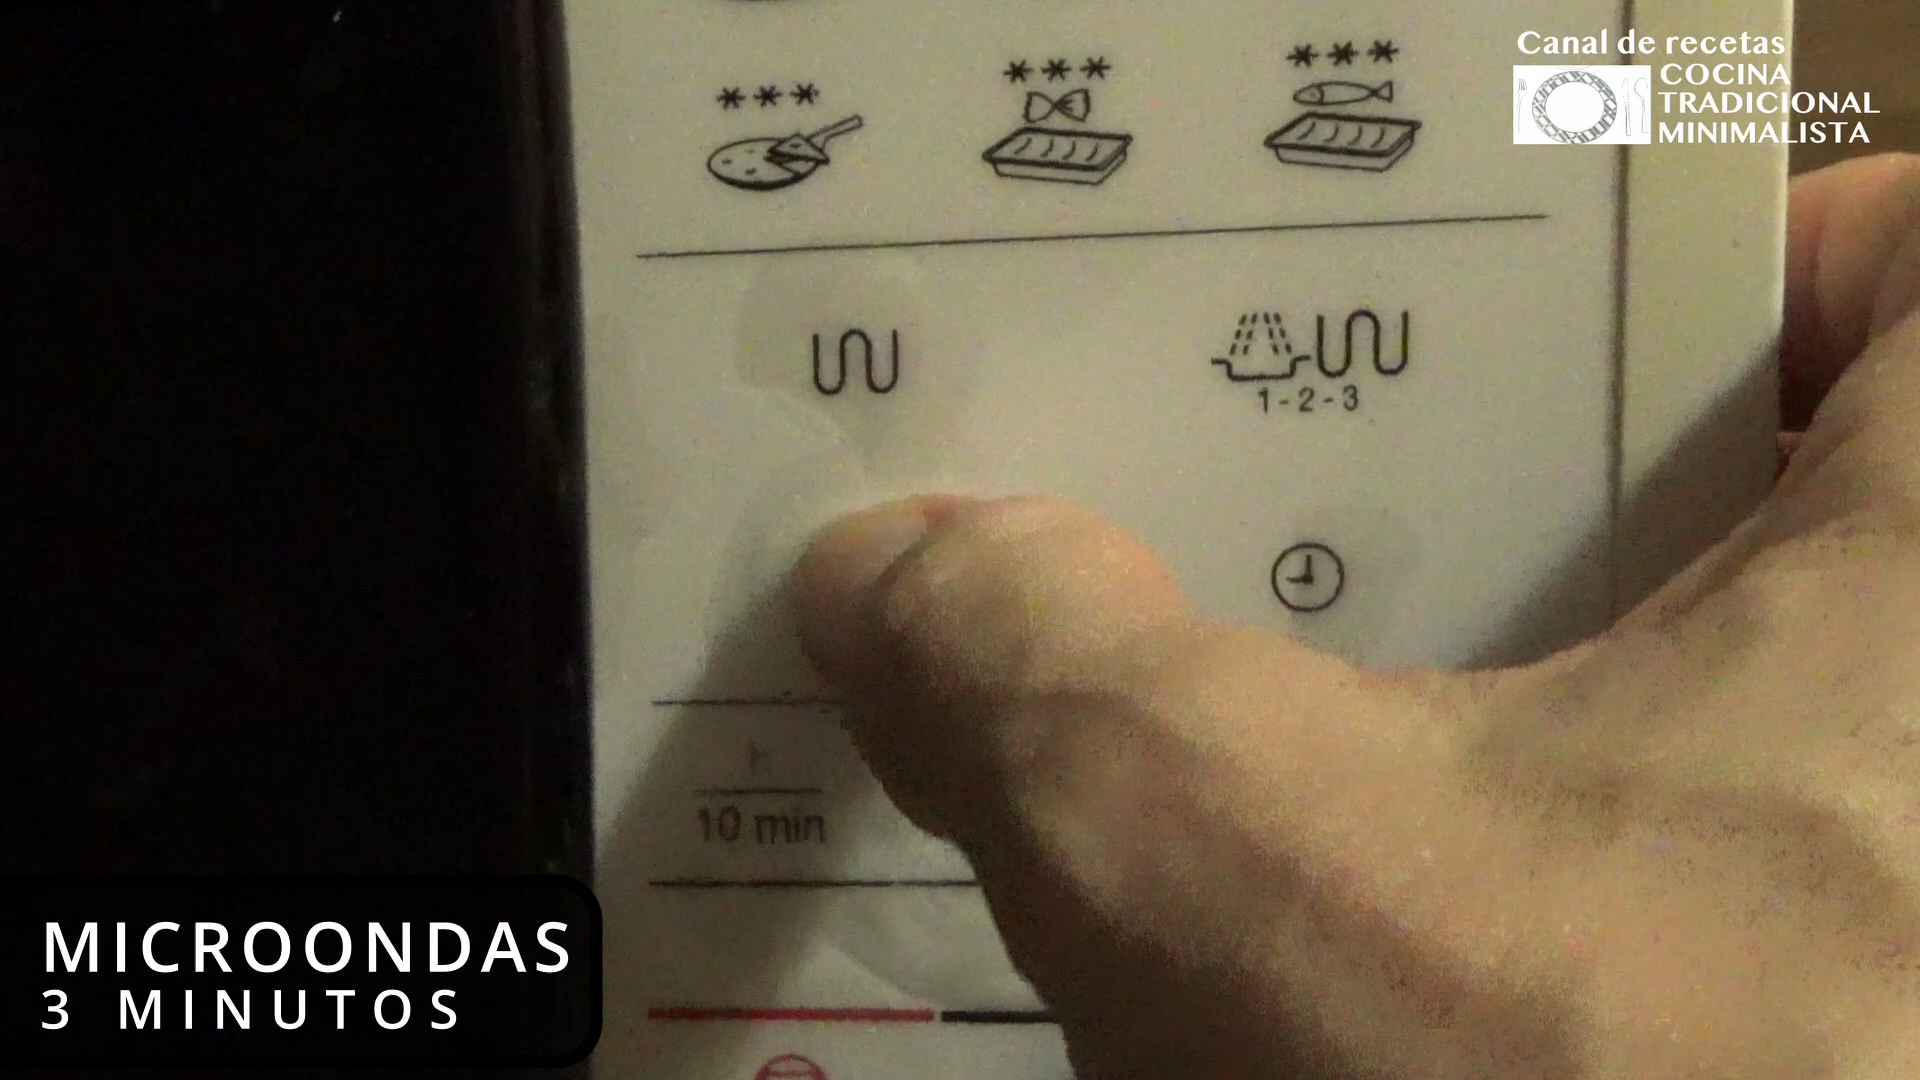 Canal de recetas
COCINA
TRADICIONAL
MINIMALISTA
***
***
***
1-2-3
10 min
MICROONDAS
3 MINUTOS